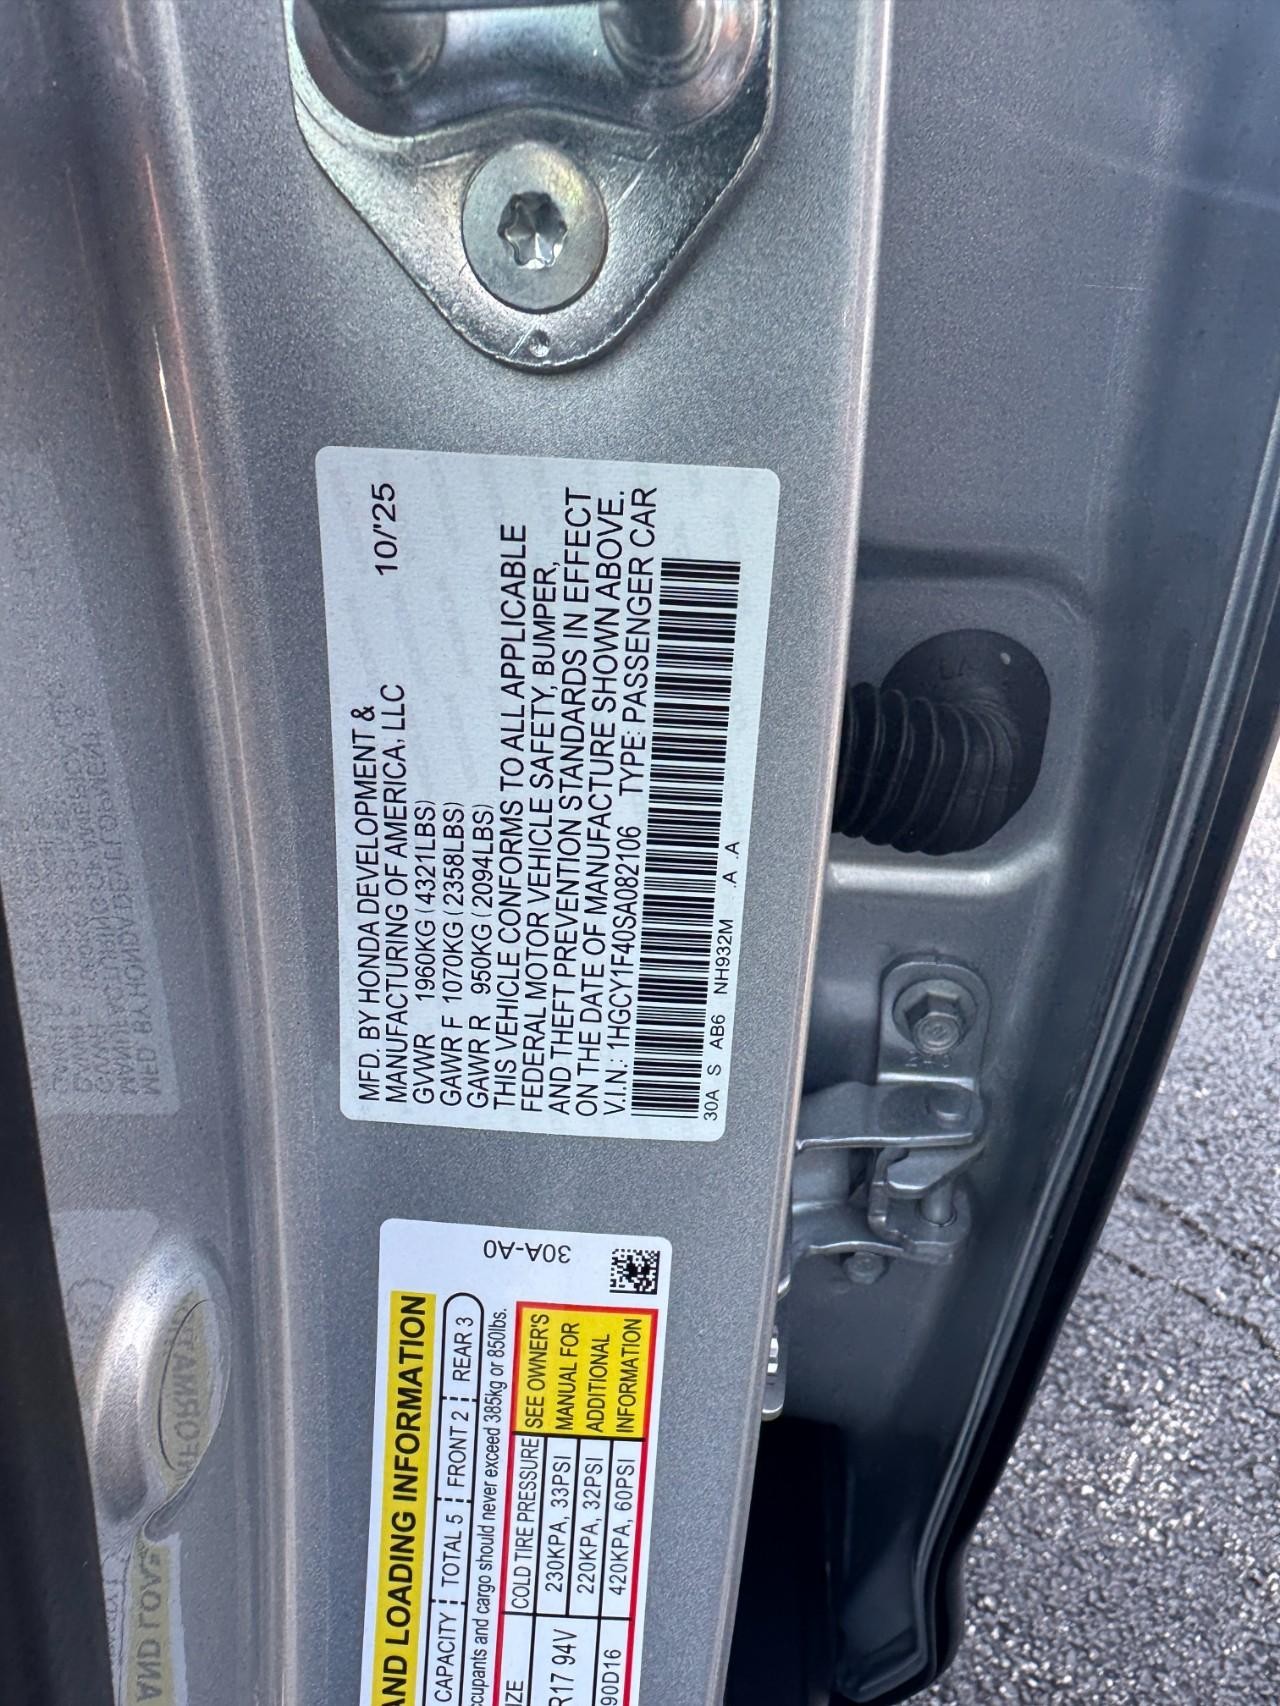 MFD. BY HONDA DEVELOPMENT &
MANUFACTURING OF AMERICA, LLC 10/'25
GVWR 1960KG (4321LBS)
GAWR F 1070KG (2358LBS)
GAWR R 950KG (2094LBS)
THIS VEHICLE CONFORMS TO ALL APPLICABLE
FEDERAL MOTOR VEHICLE SAFETY, BUMPER,
AND THEFT PREVENTION STANDARDS IN EFFECT
ON THE DATE OF MANUFACTURE SHOWN ABOVE.
V.I.N.: 1HGCY1F40SA082106 TYPE: PASSENGER CAR
30A S AB6 NH932M .A .A
30A-A0
AND LOADING INFORMATION
CAPACITY TOTAL 5 FRONT 2 REAR 3
cupants and cargo should never exceed 385kg or 850lbs.
IZE COLD TIRE PRESSURE SEE OWNER'S
R17 94V 230KPA, 33PSI MANUAL FOR
220KPA, 32PSI ADDITIONAL
90D16 420KPA, 60PSI INFORMATION